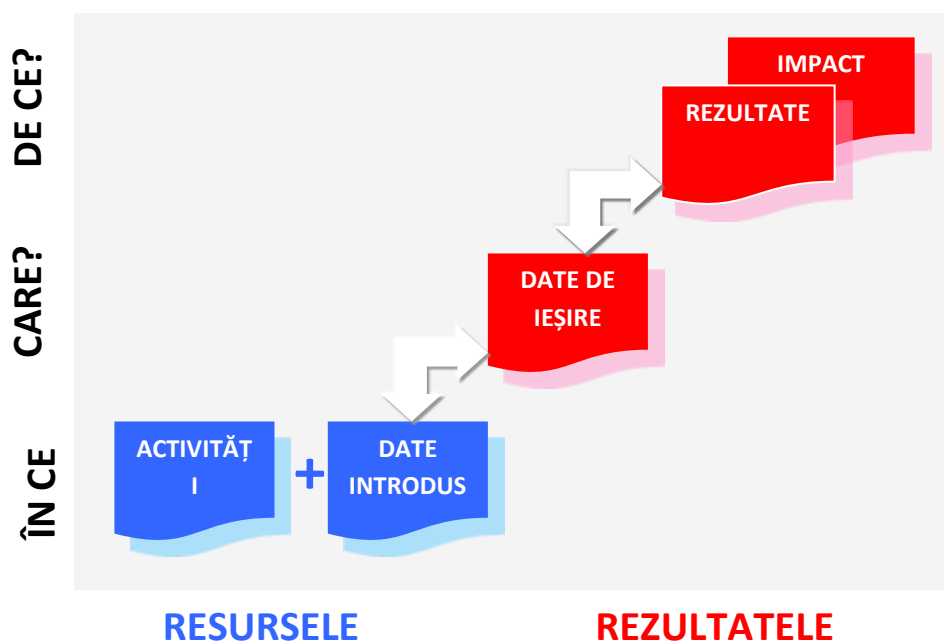 DE CE?
IMPACT
REZULTATE
CARE?
DATE DE
IEȘIRE
ÎN CE
ACTIVITĂȚ
I
+
DATE
INTRODUS
RESURSELE
REZULTATELE